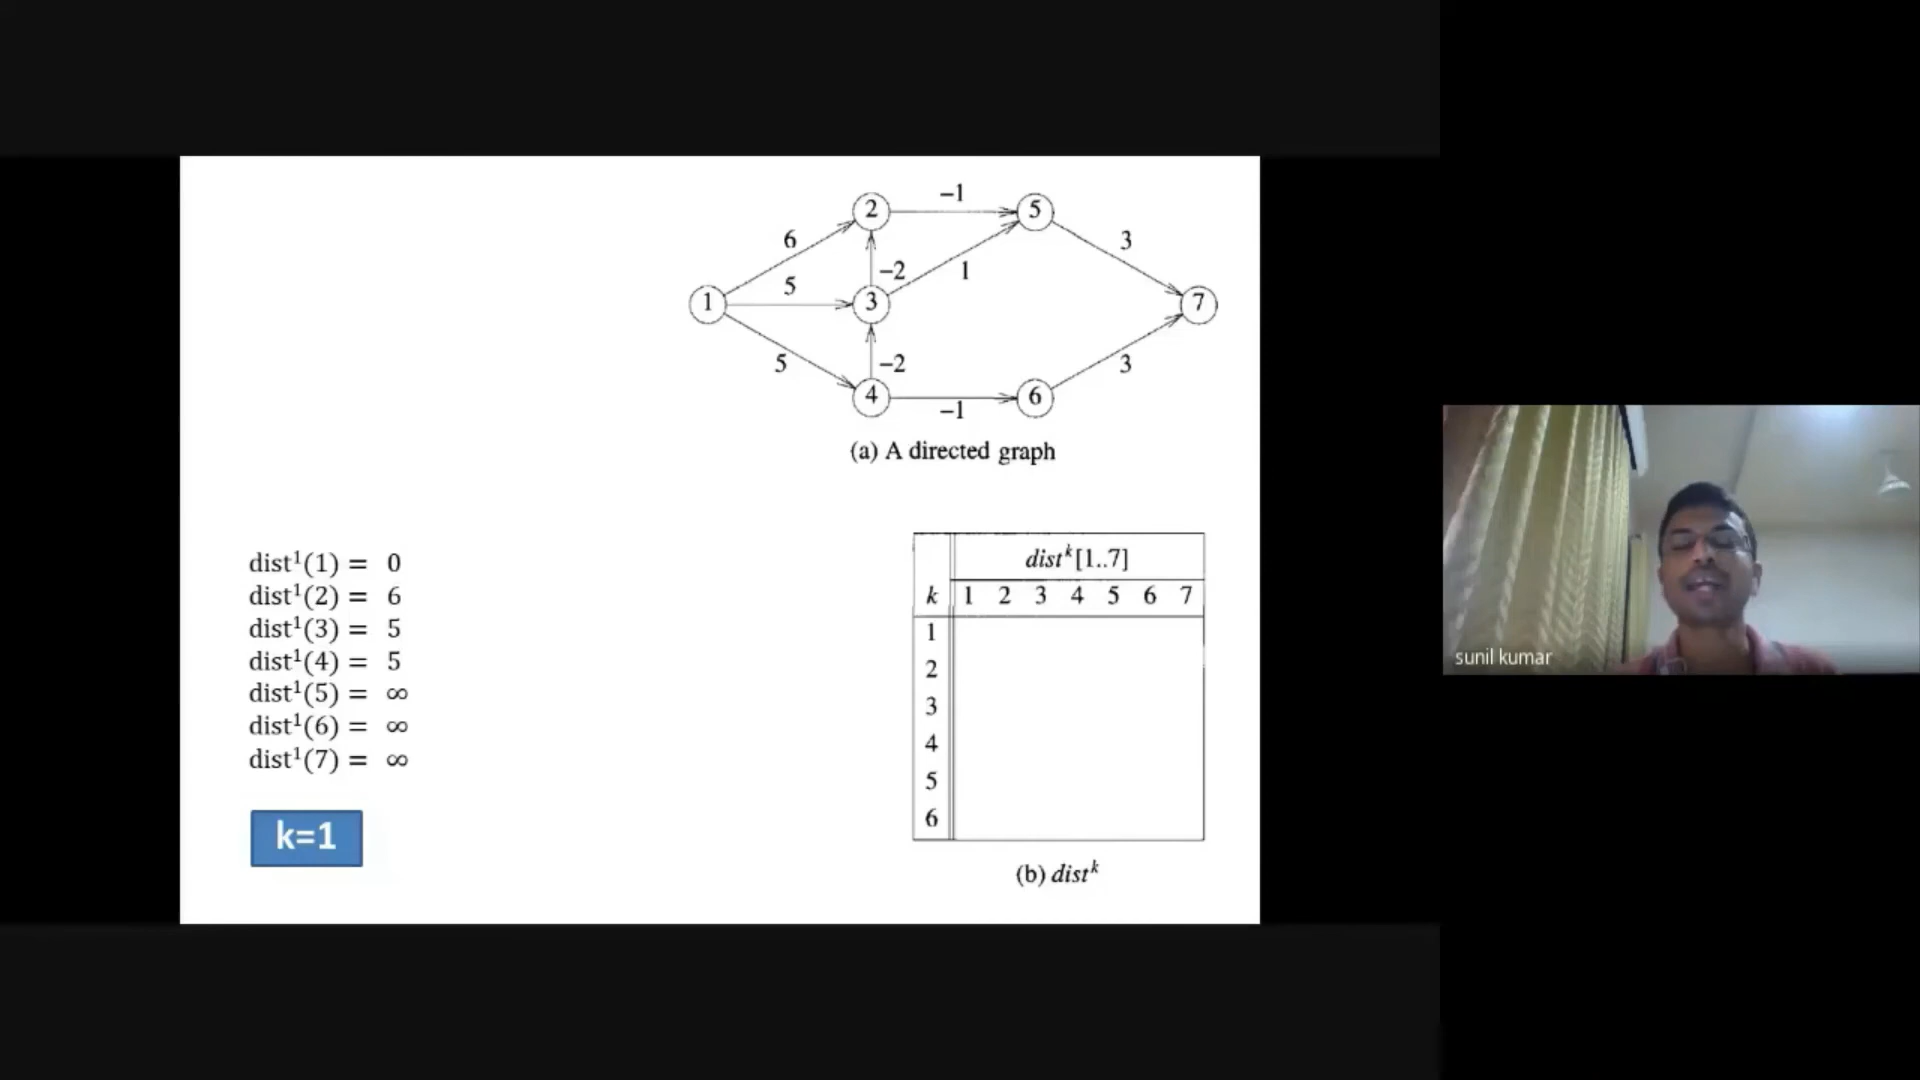 2
-1
5
6
3
-2
1
5
1
3
7
5
-2
3
4
-1
6
(a) A directed graph
dist¹(1) = 0
dist¹(2) = 6
dist¹(3) = 5
dist¹(4) = 5
dist¹(5) = ∞
dist¹(6) = ∞
dist¹(7) = ∞
k=1
distᵏ[1..7]
k 1 2 3 4 5 6 7
1
2
3
4
5
6
(b) distᵏ
sunil kumar